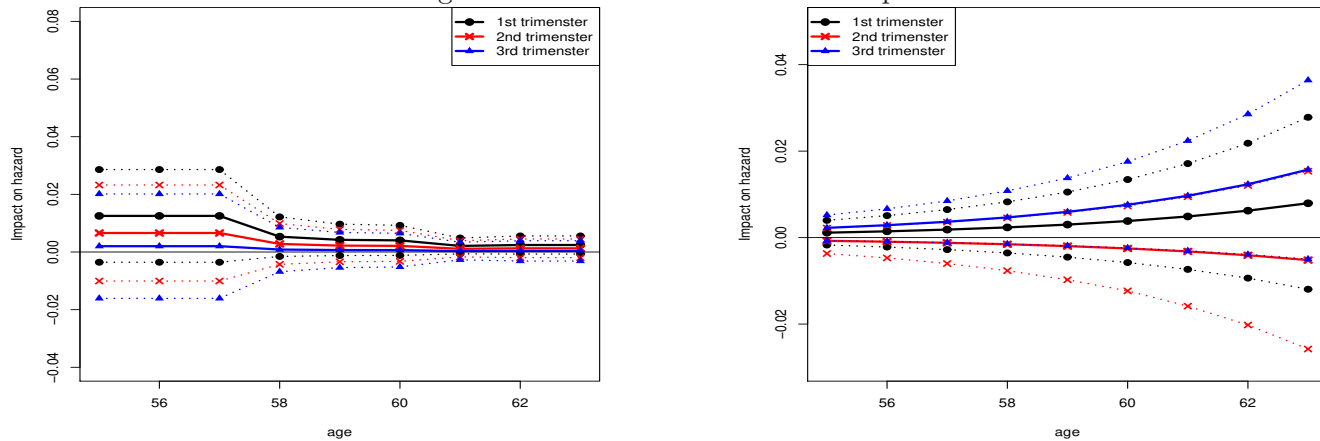 1st trimenster
2nd trimenster
3rd trimenster
Impact on hazard
0.08
0.06
0.04
0.02
0.00
−0.02
−0.04
56
58
60
62
age
1st trimenster
2nd trimenster
3rd trimenster
Impact on hazard
0.04
0.02
0.00
−0.02
56
58
60
62
age